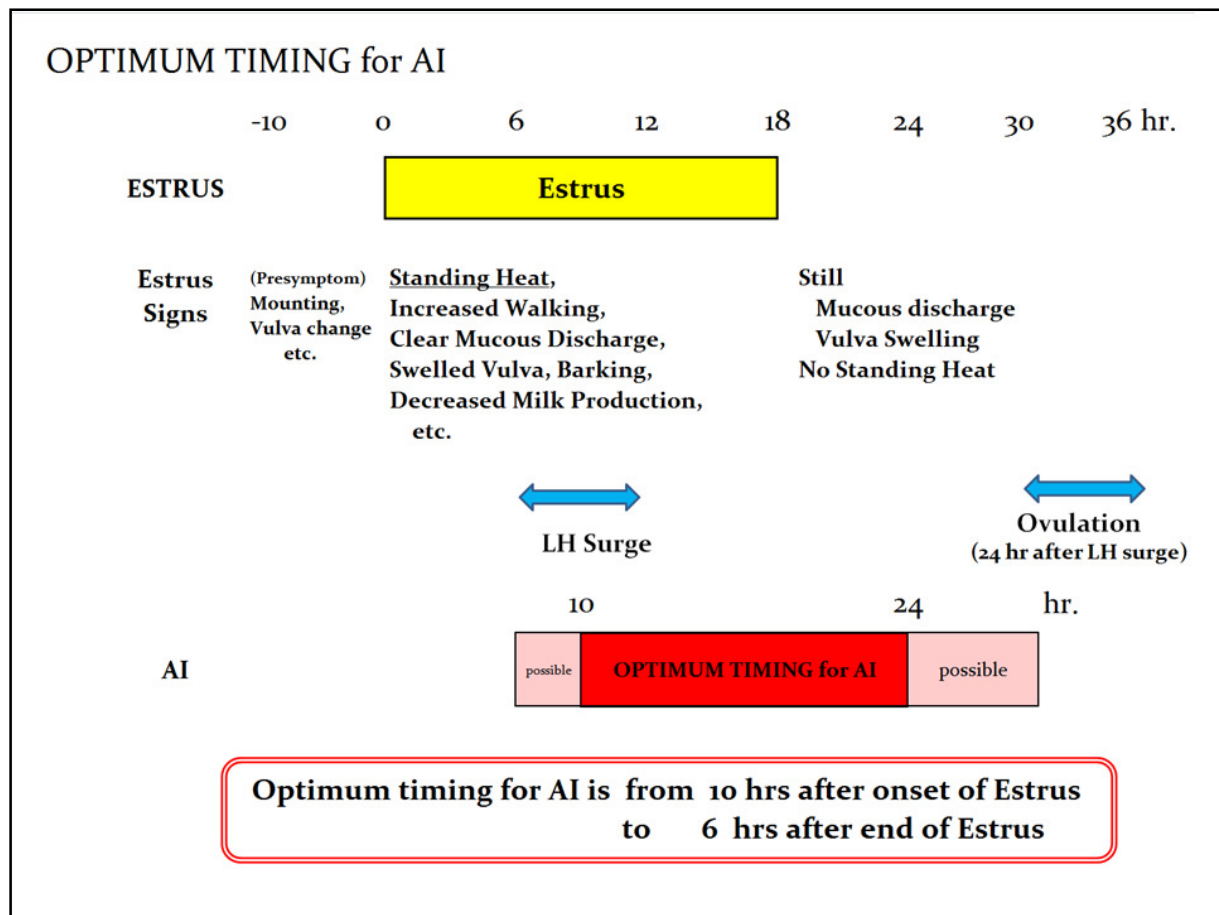 OPTIMUM TIMING for AI
-10 0 6 12 18 24 30 36 hr.
ESTRUS
Estrus
Estrus
Signs
(Presymptom)
Mounting,
Vulva change
etc.
Standing Heat,
Increased Walking,
Clear Mucous Discharge,
Swelled Vulva, Barking,
Decreased Milk Production,
etc.
Still
Mucous discharge
Vulva Swelling
No Standing Heat
LH Surge
Ovulation
(24 hr after LH surge)
10 24 hr.
AI
possible
OPTIMUM TIMING for AI
possible
Optimum timing for AI is from 10 hrs after onset of Estrus
to 6 hrs after end of Estrus